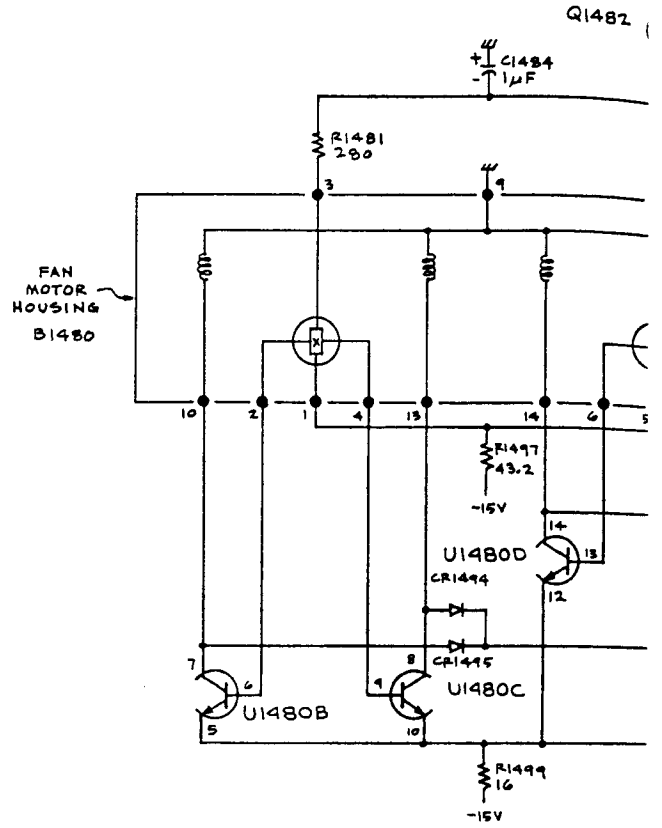 Q1482
+
C1484
1μF
-
R1481
280
3
9
FAN
MOTOR
HOUSING
B1480
X
10
2
1
4
13
14
6
5
R1497
43.2
-15V
14
U1480D
13
12
CR1494
CR1495
7
8
6
9
U1480C
U1480B
5
10
R1499
16
-15V